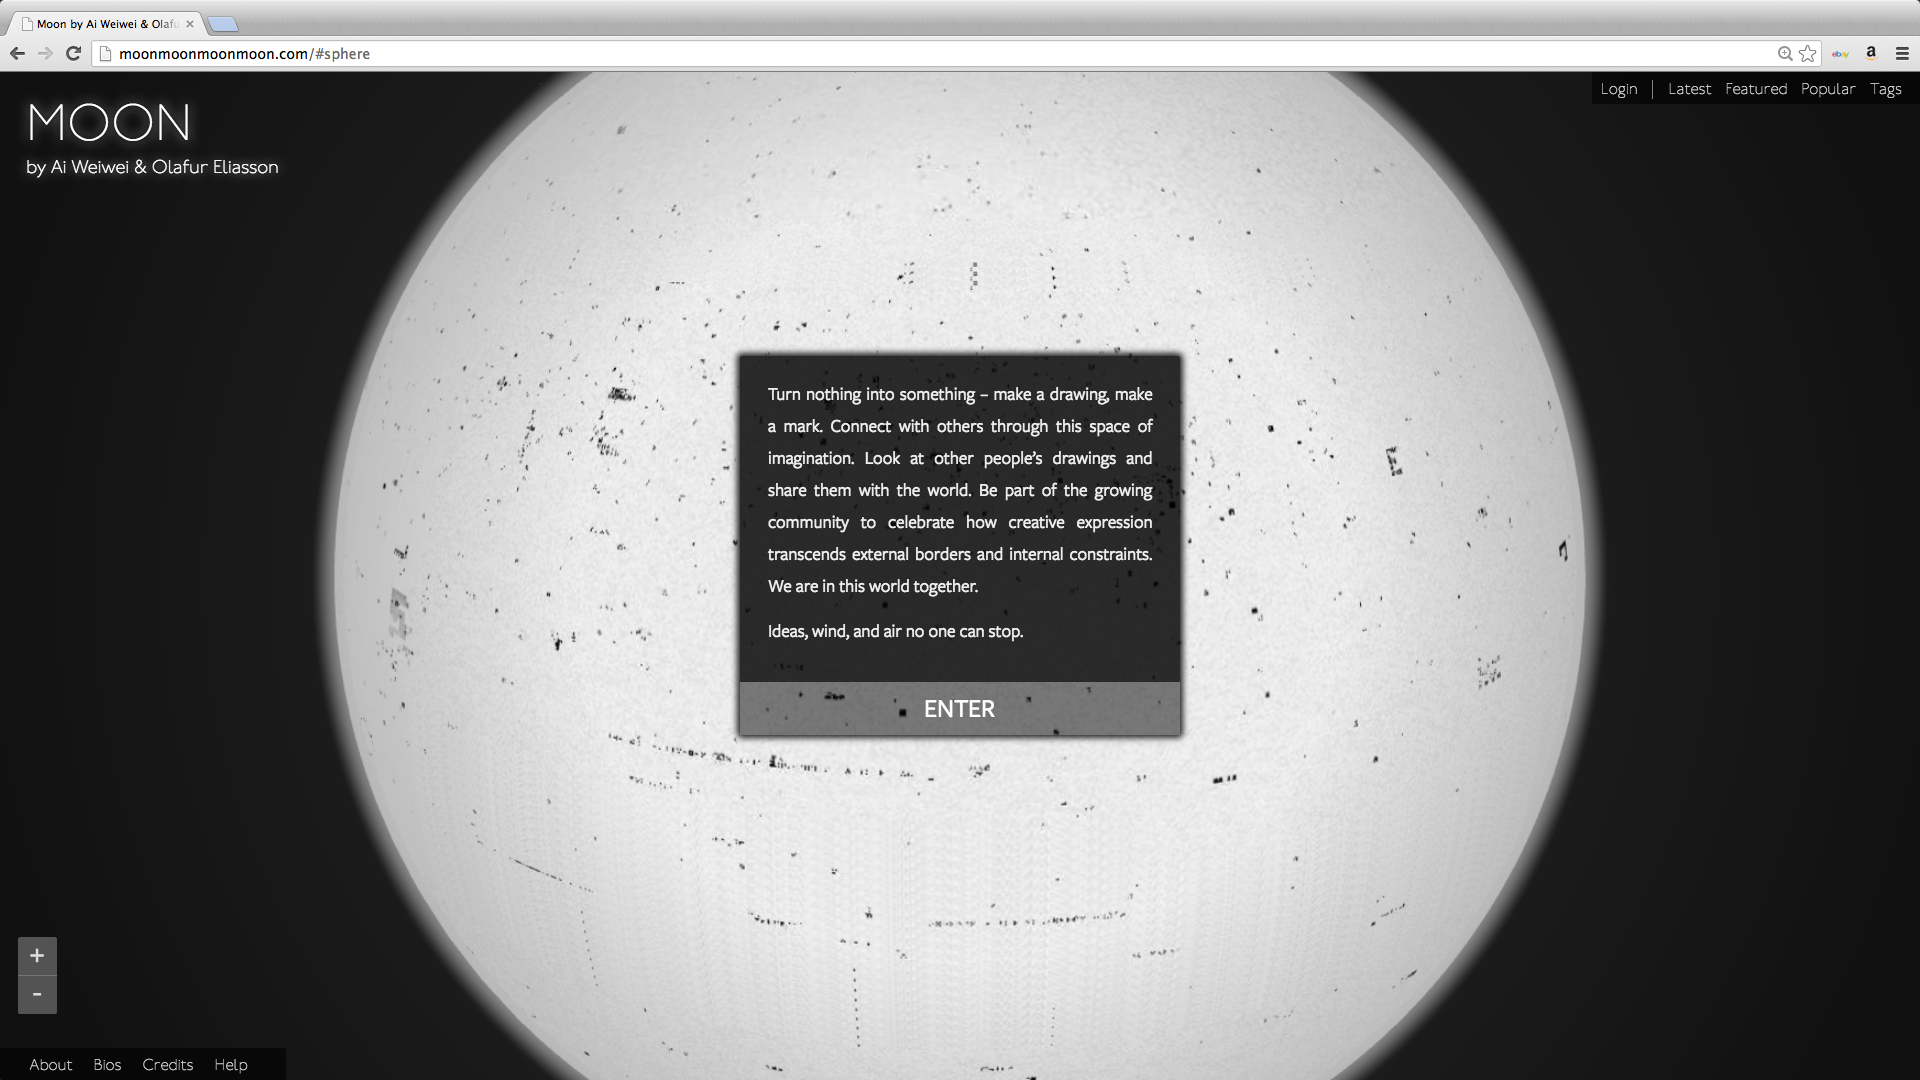 Moon by Ai Weiwei & Olafu
moonmoonmoonmoon.com/#sphere
ebay
a
Login | Latest Featured Popular Tags
MOON
by Ai Weiwei & Olafur Eliasson
Turn nothing into something – make a drawing, make
a mark. Connect with others through this space of
imagination. Look at other people’s drawings and
share them with the world. Be part of the growing
community to celebrate how creative expression
transcends external borders and internal constraints.
We are in this world together.
Ideas, wind, and air no one can stop.
ENTER
+
-
About Bios Credits Help